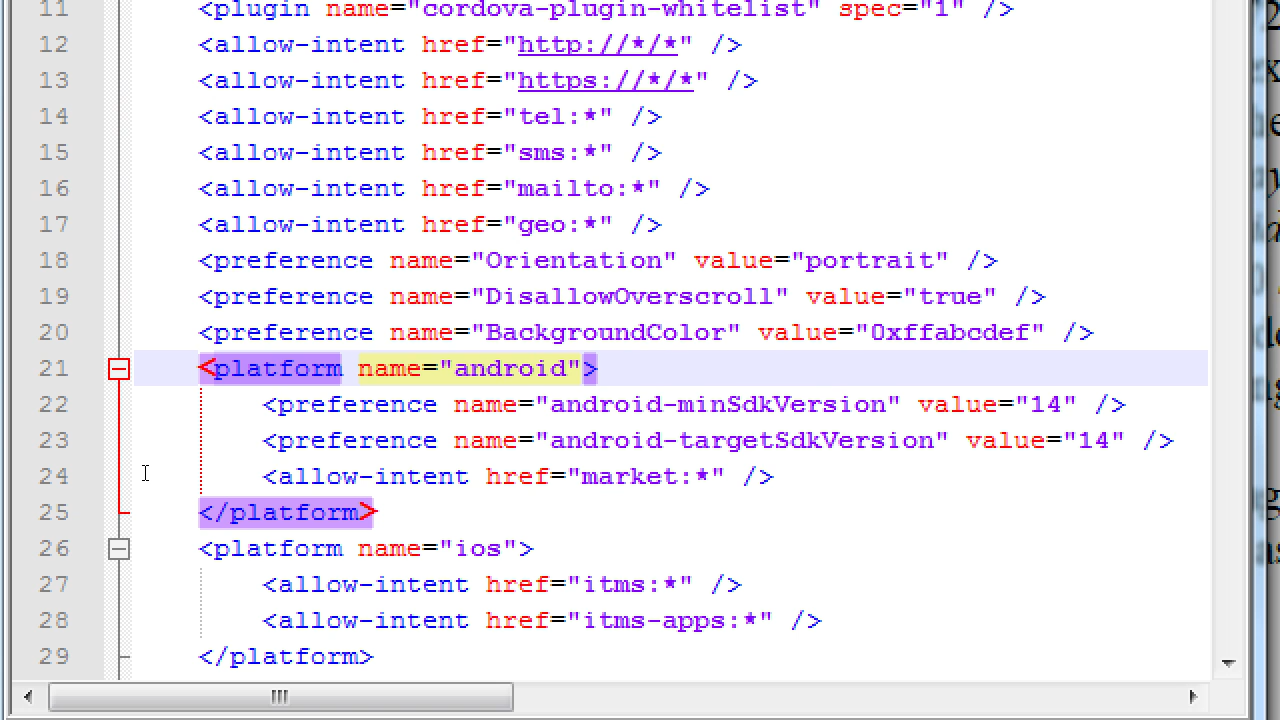 11 <plugin name="cordova-plugin-whitelist" spec="1" />
12 <allow-intent href="http://*/*" />
13 <allow-intent href="https://*/*" />
14 <allow-intent href="tel:*" />
15 <allow-intent href="sms:*" />
16 <allow-intent href="mailto:*" />
17 <allow-intent href="geo:*" />
18 <preference name="Orientation" value="portrait" />
19 <preference name="DisallowOverscroll" value="true" />
20 <preference name="BackgroundColor" value="0xffabcdef" />
21 <platform name="android">
22 <preference name="android-minSdkVersion" value="14" />
23 <preference name="android-targetSdkVersion" value="14" />
24 <allow-intent href="market:*" />
25 </platform>
26 <platform name="ios">
27 <allow-intent href="itms:*" />
28 <allow-intent href="itms-apps:*" />
29 </platform>